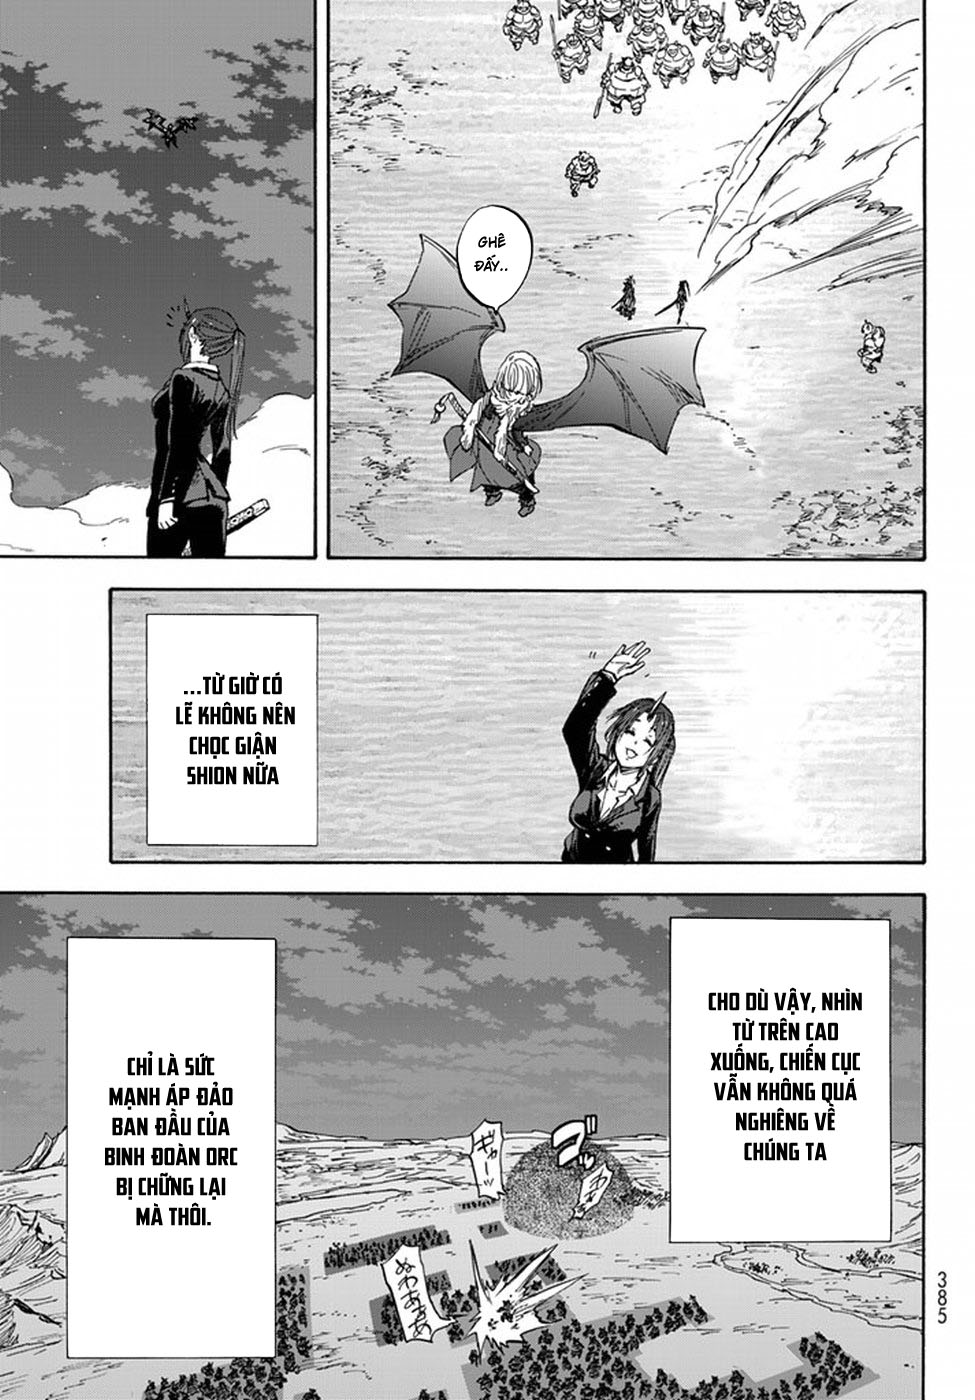 GHÊ
ĐẤY..
...TỪ GIỜ CÓ
LẼ KHÔNG NÊN
CHỌC GIẬN
SHION NỮA
CHO DÙ VẬY, NHÌN
TỪ TRÊN CAO
XUỐNG, CHIẾN CỤC
VẪN KHÔNG QUÁ
NGHIÊNG VỀ
CHÚNG TA
CHỈ LÀ SỨC
MẠNH ÁP ĐẢO
BAN ĐẦU CỦA
BINH ĐOÀN ORC
BỊ CHỮNG LẠI
MÀ THÔI.
385